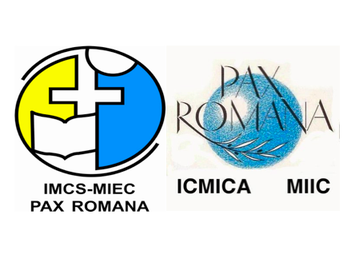 IMCS-MIEC
PAX ROMANA
PAX
ROMANA
ICMICA MIIC